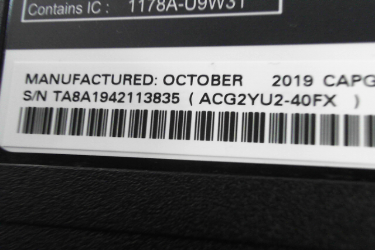 Contains IC : 1178A-U9W31
MANUFACTURED: OCTOBER 2019 CAPG
S/N TA8A1942113835 ( ACG2YU2-40FX )